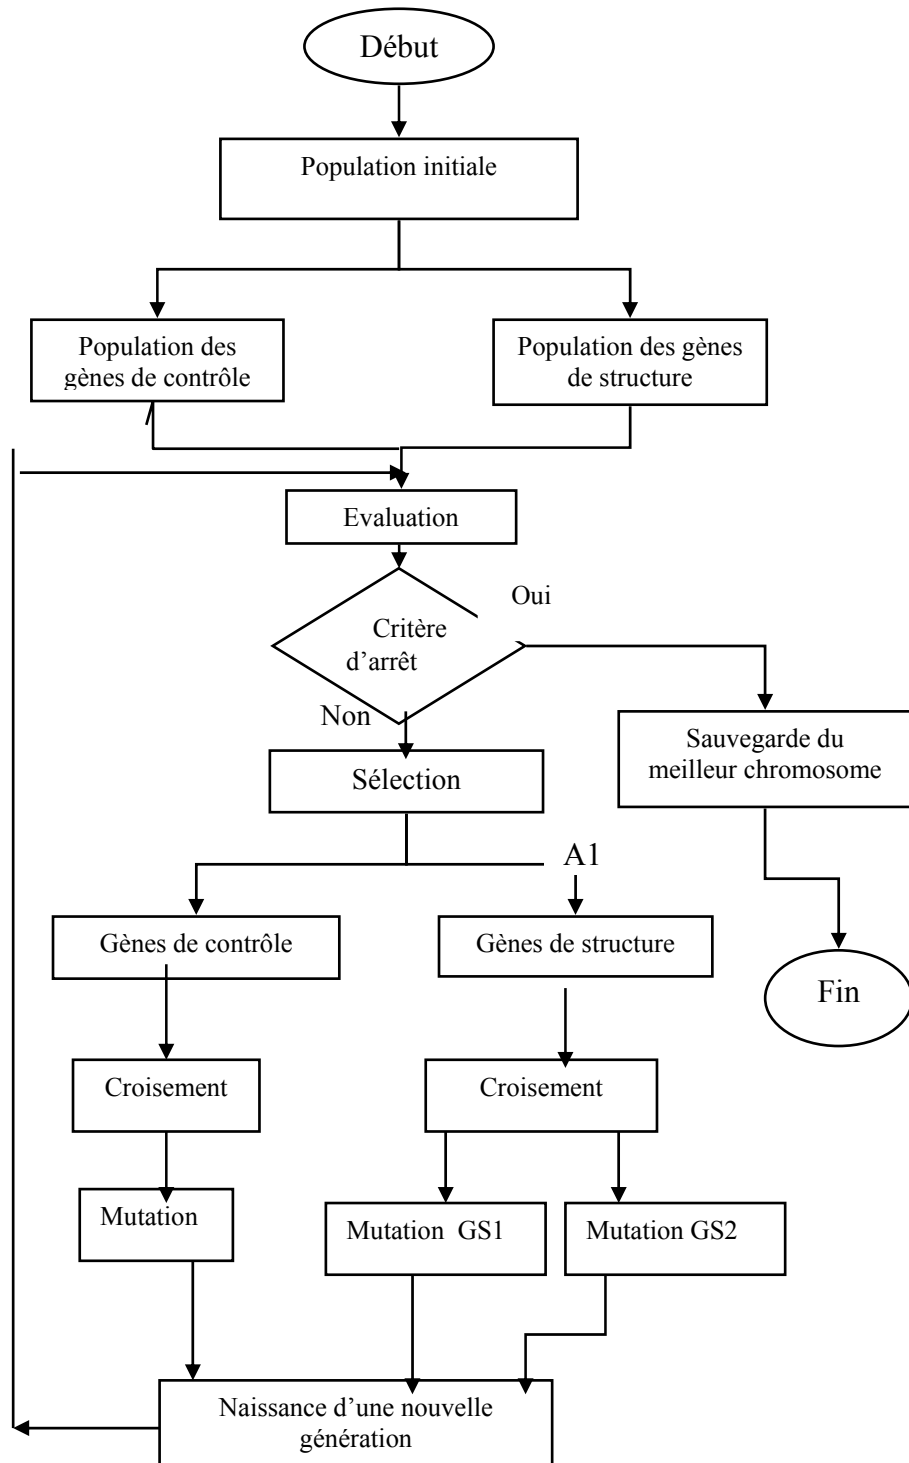 Début
Population initiale
Population des
gènes de contrôle
Population des gènes
de structure
Evaluation
Oui
Critère
d’arrêt
Non
Sauvegarde du
meilleur chromosome
Sélection
A1
Gènes de contrôle
Gènes de structure
Fin
Croisement
Croisement
Mutation
Mutation GS1
Mutation GS2
Naissance d’une nouvelle
génération